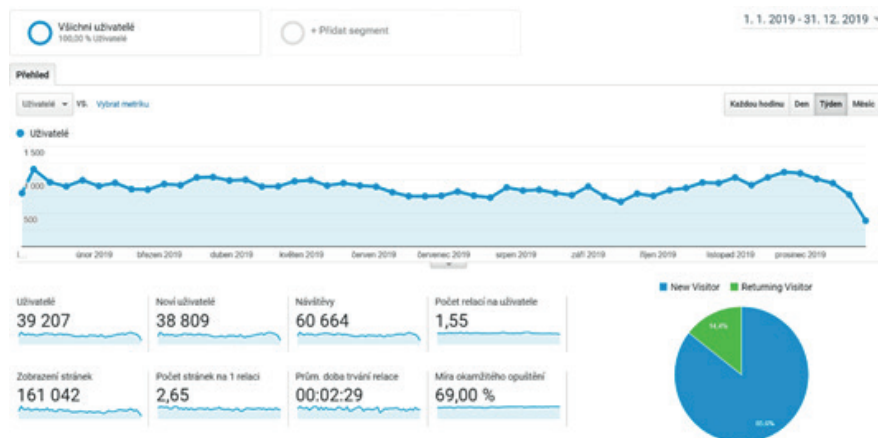 Všichni uživatelé
100,00 % Uživatelé
+ Přidat segment
1. 1. 2019 - 31. 12. 2019
Přehled
Uživatelé VS. Vybrat metriku
Každou hodinu Den Týden Měsíc
Uživatelé
1 500
1 000
500
únor 2019 březen 2019 duben 2019 květen 2019 červen 2019 červenec 2019 srpen 2019 září 2019 říjen 2019 listopad 2019 prosinec 2019
New Visitor Returning Visitor
Uživatelé Noví uživatelé Návštěvy Počet relací na uživatele
39 207 38 809 60 664 1,55
14,4%
Zobrazení stránek Počet stránek na 1 relaci Prům. doba trvání relace Míra okamžitého opuštění
161 042 2,65 00:02:29 69,00 %
85,6%